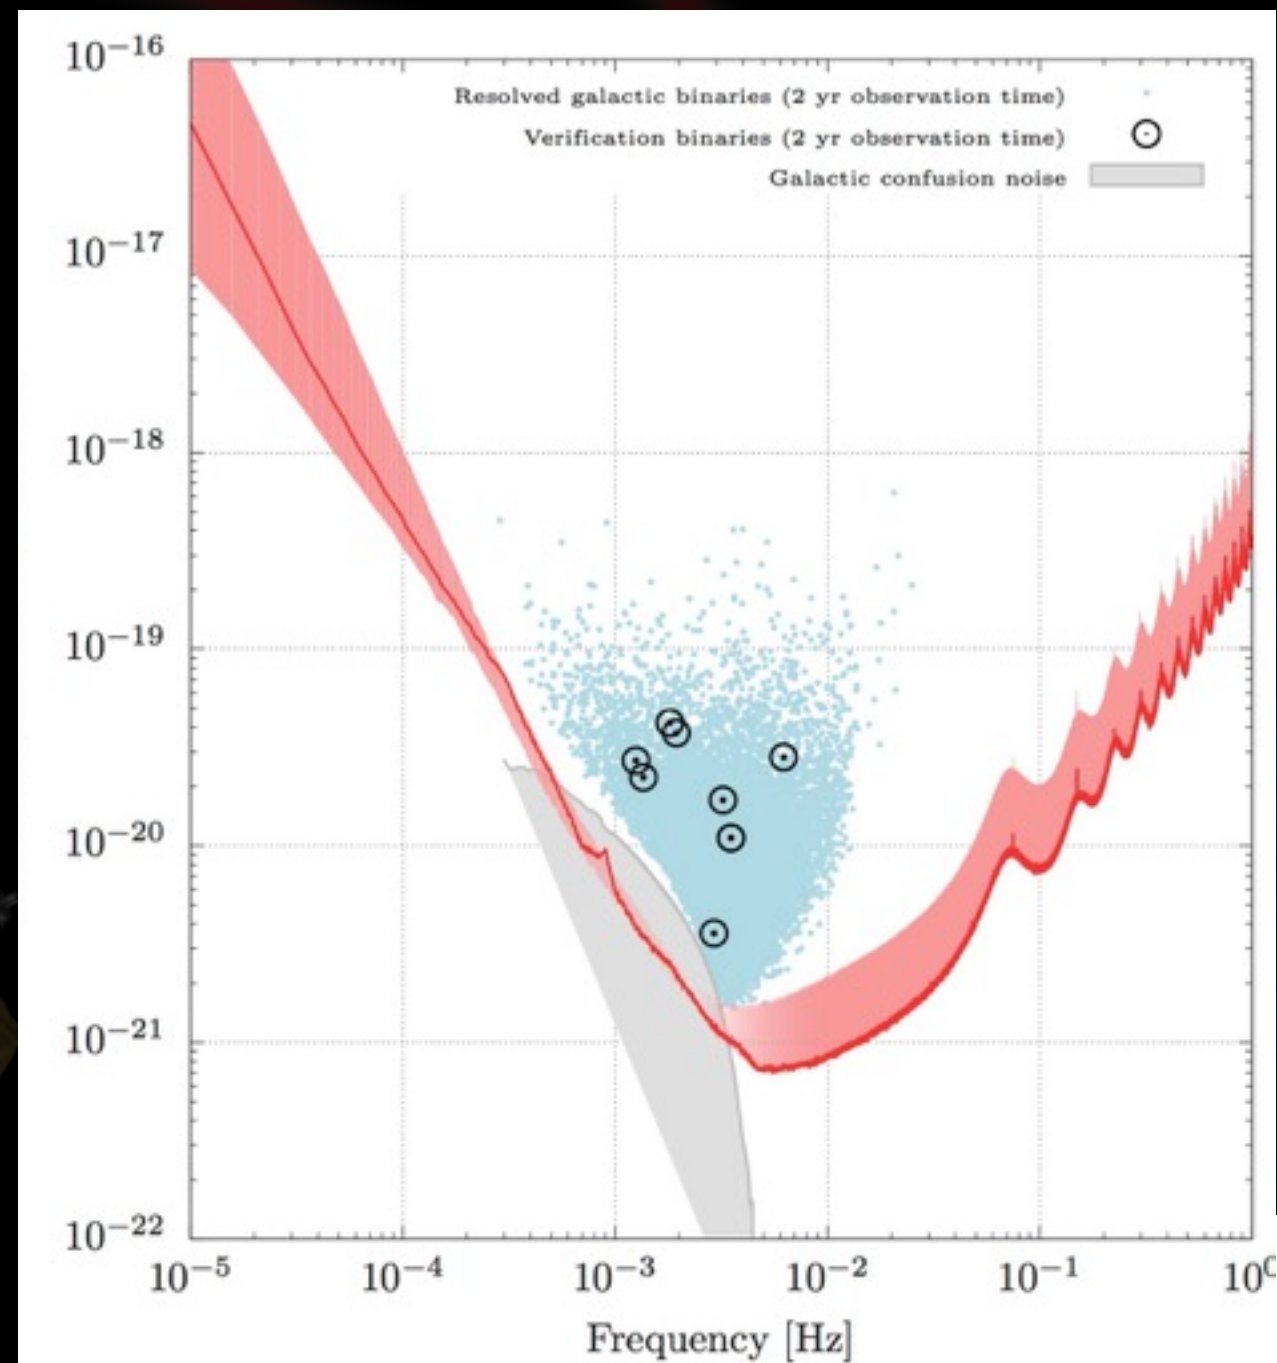 Resolved galactic binaries (2 yr observation time)
Verification binaries (2 yr observation time)
Galactic confusion noise
10⁻¹⁶
10⁻¹⁷
10⁻¹⁸
10⁻¹⁹
10⁻²⁰
10⁻²¹
10⁻²²
10⁻⁵ 10⁻⁴ 10⁻³ 10⁻² 10⁻¹ 10⁰
Frequency [Hz]